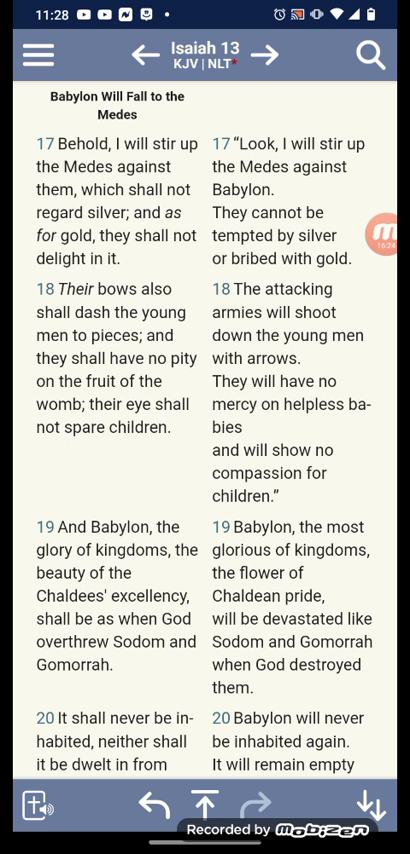 11:28
Isaiah 13
KJV | NLT*
Babylon Will Fall to the
Medes
17 Behold, I will stir up
the Medes against
them, which shall not
regard silver; and as
for gold, they shall not
delight in it.
17 “Look, I will stir up
the Medes against
Babylon.
They cannot be
tempted by silver
or bribed with gold.
16:24
18 Their bows also
shall dash the young
men to pieces; and
they shall have no pity
on the fruit of the
womb; their eye shall
not spare children.
18 The attacking
armies will shoot
down the young men
with arrows.
They will have no
mercy on helpless ba-
bies
and will show no
compassion for
children.”
19 And Babylon, the
glory of kingdoms, the
beauty of the
Chaldees' excellency,
shall be as when God
overthrew Sodom and
Gomorrah.
19 Babylon, the most
glorious of kingdoms,
the flower of
Chaldean pride,
will be devastated like
Sodom and Gomorrah
when God destroyed
them.
20 It shall never be in-
habited, neither shall
it be dwelt in from
20 Babylon will never
be inhabited again.
It will remain empty
Recorded by Mobizen